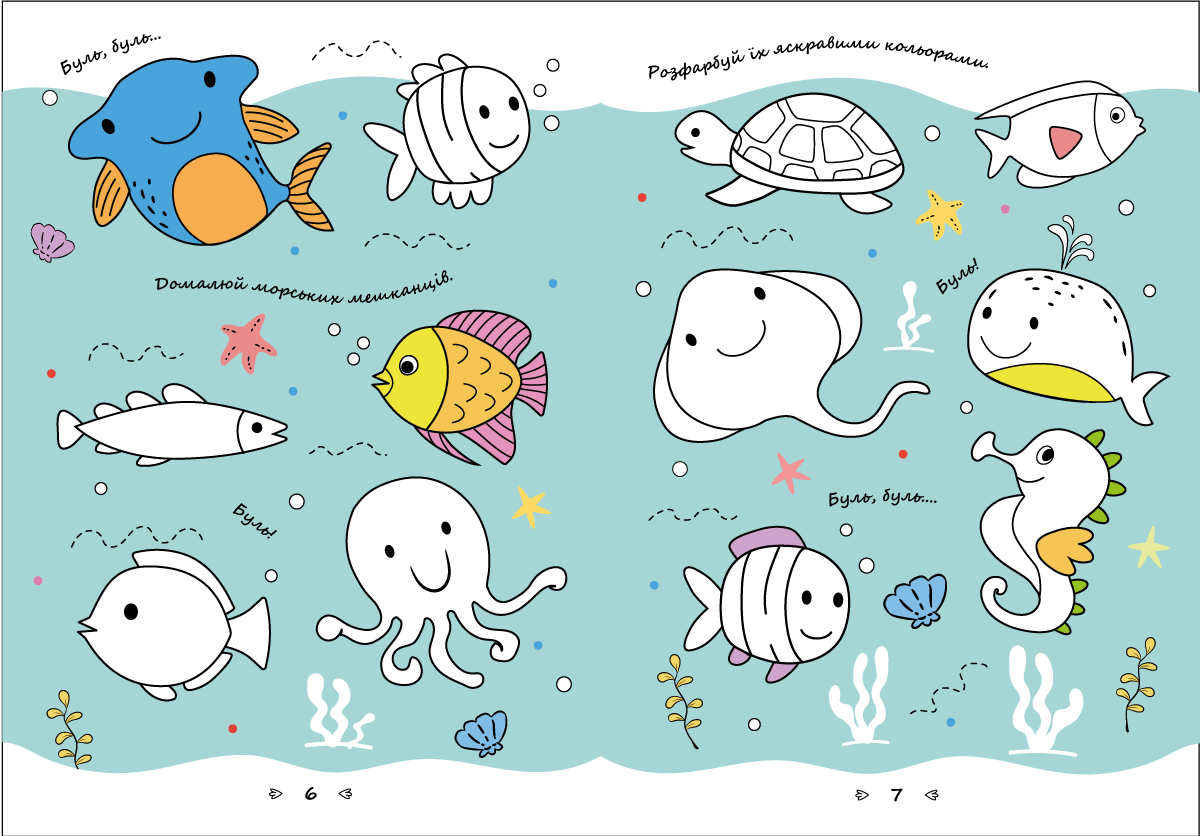 Буль, буль...
Домалюй морських мешканців.
Буль!
6
Розфарбуй їх яскравими кольорами.
Буль!
Буль, буль....
7